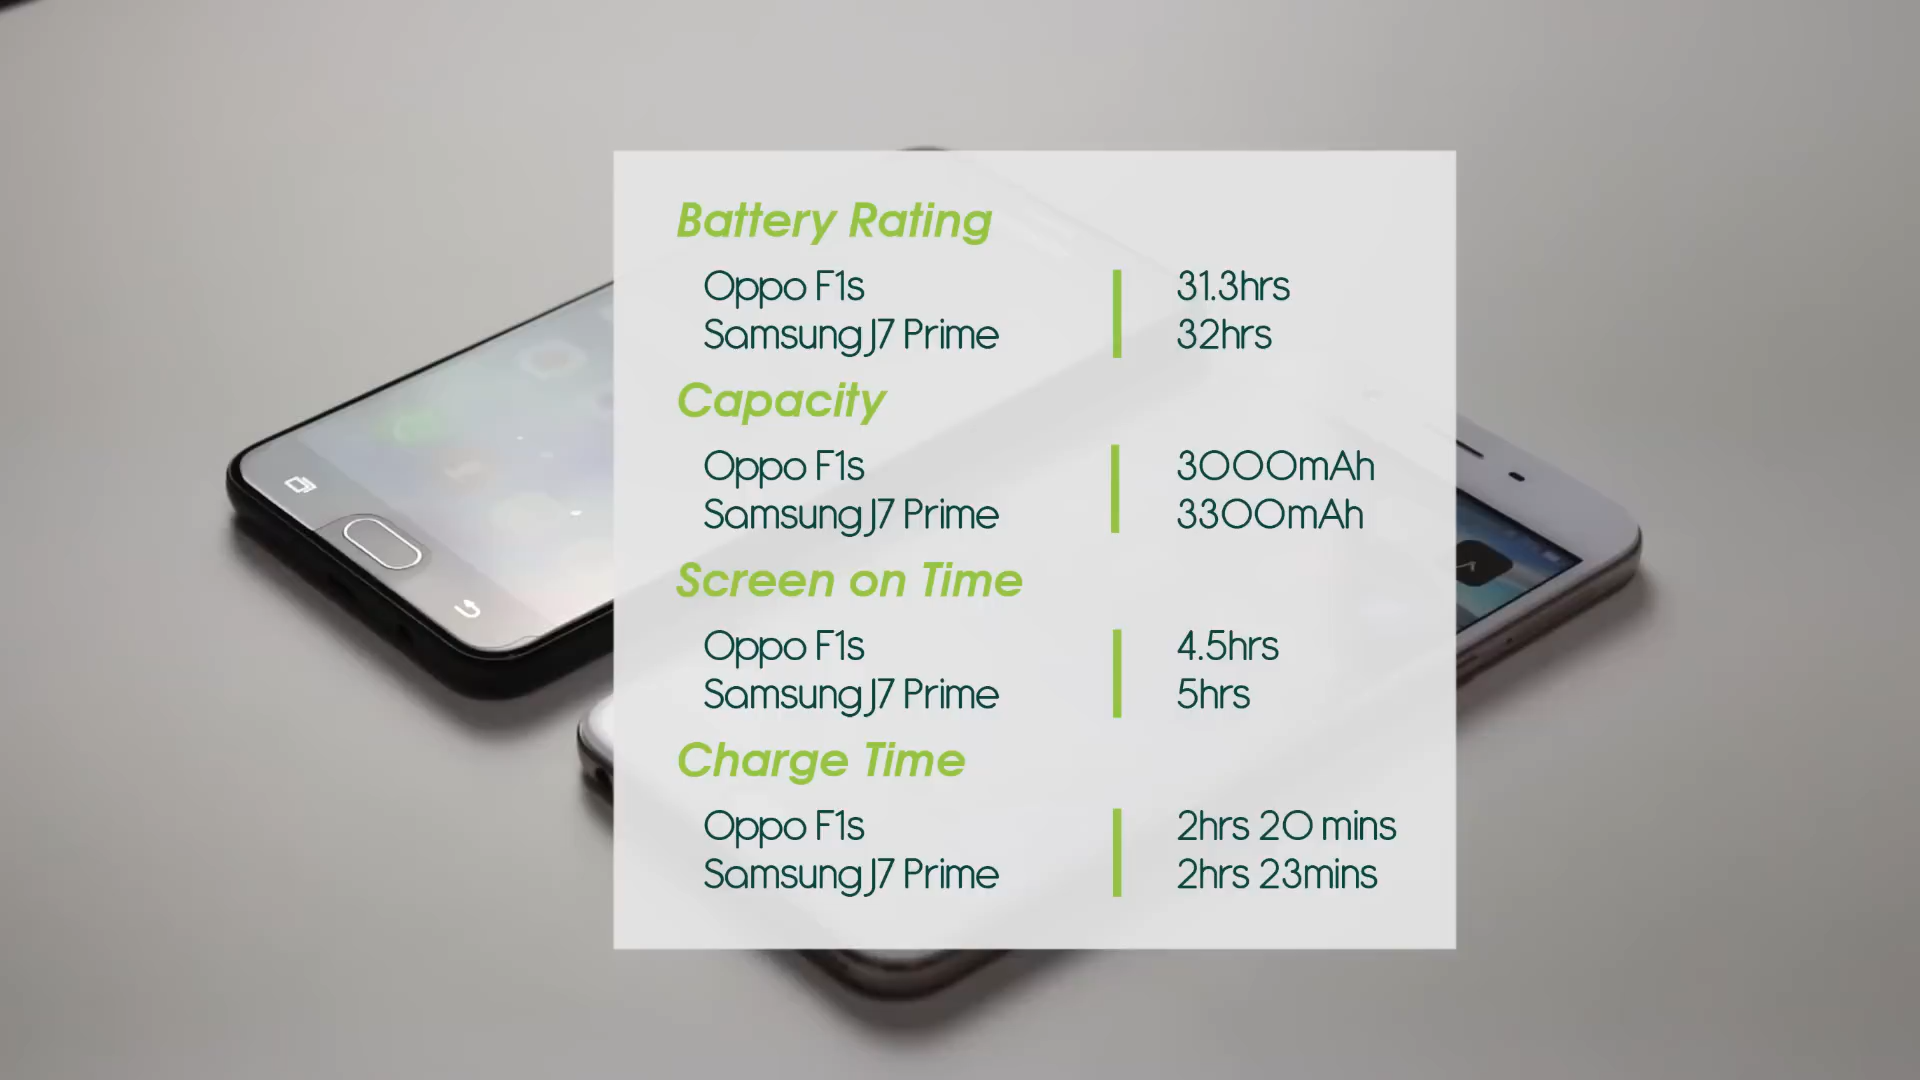 Battery Rating
Oppo F1s 31.3hrs
Samsung J7 Prime 32hrs
Capacity
Oppo F1s 3000mAh
Samsung J7 Prime 3300mAh
Screen on Time
Oppo F1s 4.5hrs
Samsung J7 Prime 5hrs
Charge Time
Oppo F1s 2hrs 20 mins
Samsung J7 Prime 2hrs 23mins